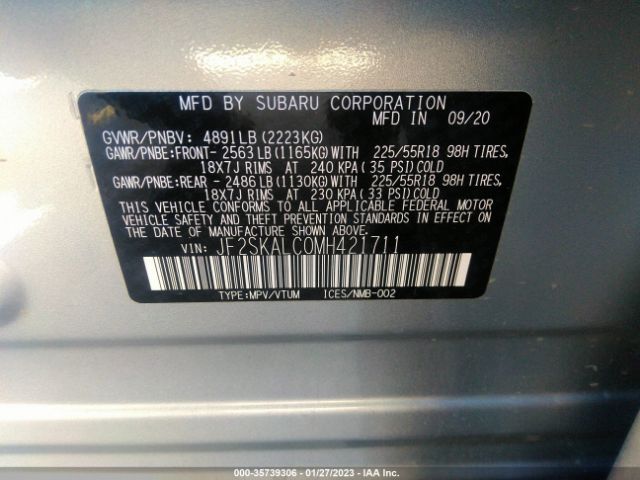 MFD BY SUBARU CORPORATION
MFD IN 09/20
GVWR/PNBV: 4891LB(2223KG)
GAWR/PNBE:FRONT- 2563LB(1165KG)WITH 225/55R18 98H TIRES,
18X7J RIMS AT 240 KPA(35 PSI)COLD
GAWR/PNBE:REAR - 2486LB(1130KG)WITH 225/55R18 98H TIRES,
18X7J RIMS AT 230 KPA(33 PSI)COLD
THIS VEHICLE CONFORMS TO ALL APPLICABLE FEDERAL MOTOR
VEHICLE SAFETY AND THEFT PREVENTION STANDARDS IN EFFECT ON
THE DATE OF MANUFACTURE SHOWN ABOVE.
VIN: JF2SKALC0MH421711
TYPE:MPV/VTUM ICES/NMB-002
000-35739306 - 01/27/2023 - IAA Inc.